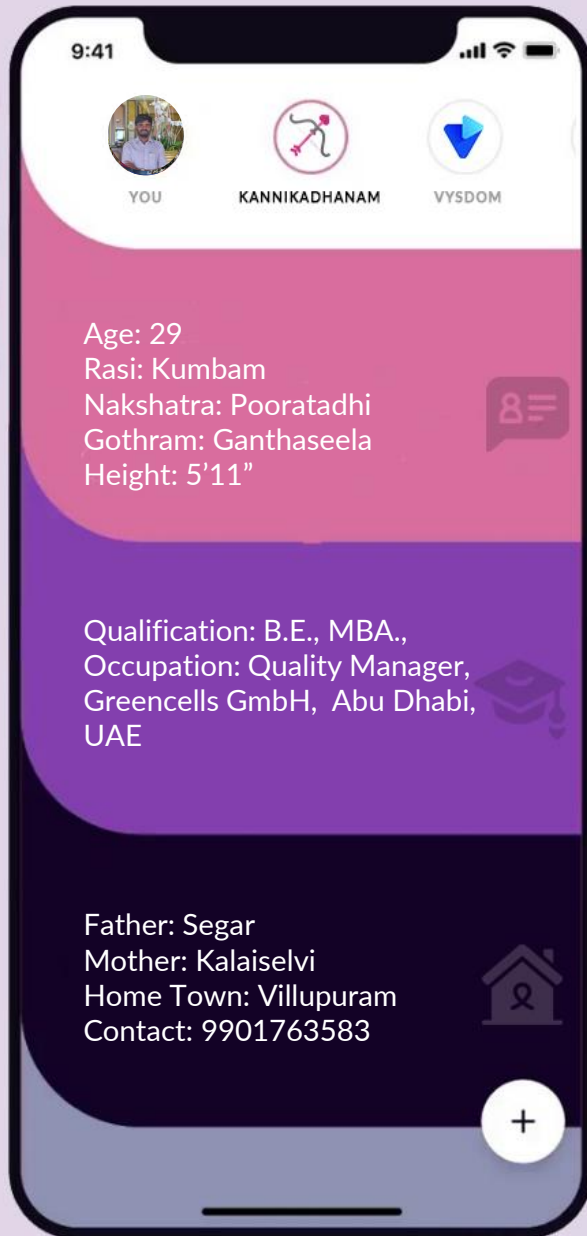 9:41
YOU
KANNIKADHANAM
VYSDOM
Age: 29
Rasi: Kumbam
Nakshatra: Pooratadhi
Gothram: Ganthaseela
Height: 5’11”
Qualification: B.E., MBA.,
Occupation: Quality Manager,
Greencells GmbH, Abu Dhabi,
UAE
Father: Segar
Mother: Kalaiselvi
Home Town: Villupuram
Contact: 9901763583
+